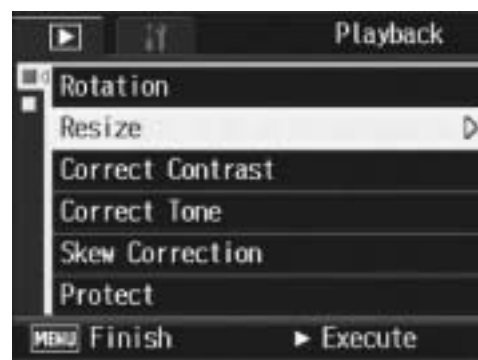 Playback
Rotation
Resize
Correct Contrast
Correct Tone
Skew Correction
Protect
MENU Finish ► Execute